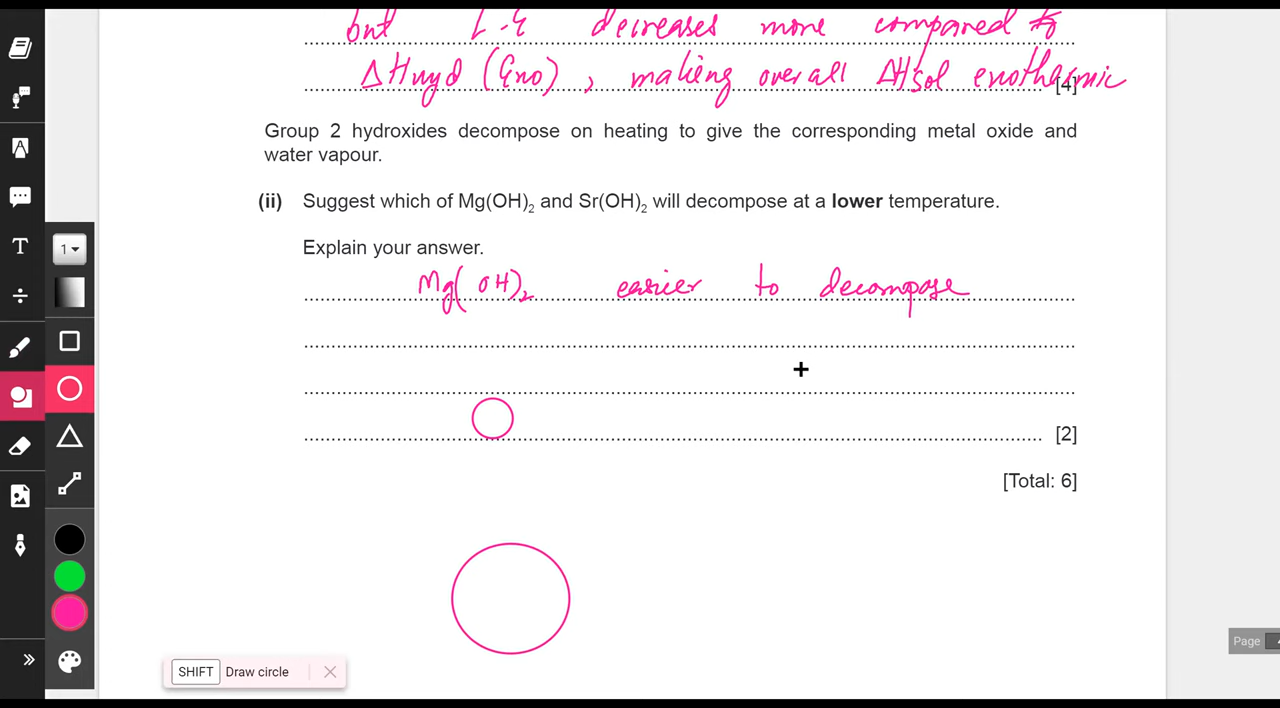 but L.E decreases more compared to
ΔHhyd (Exo), making overall ΔHsol exothermic
[4]
Group 2 hydroxides decompose on heating to give the corresponding metal oxide and
water vapour.
(ii) Suggest which of Mg(OH)₂ and Sr(OH)₂ will decompose at a lower temperature.
Explain your answer.
Mg(OH)₂ easier to decompose
[2]
[Total: 6]
T
1
Page
SHIFT Draw circle